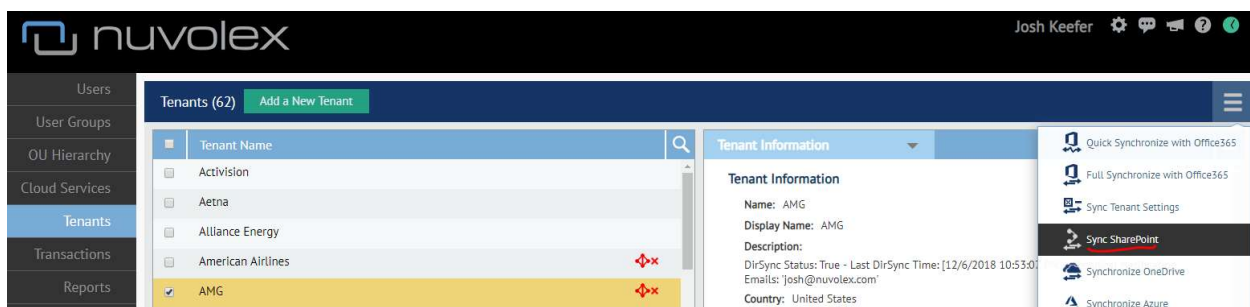 nuvolex
Josh Keefer
Users
User Groups
OU Hierarchy
Cloud Services
Tenants
Transactions
Reports
Tenants (62)
Add a New Tenant
Tenant Name
Activision
Aetna
Alliance Energy
American Airlines
AMG
Tenant Information
Tenant Information
Name: AMG
Display Name: AMG
Description:
DirSync Status: True - Last DirSync Time: [12/6/2018 10:53:07
Emails: 'josh@nuvolex.com'
Country: United States
Quick Synchronize with Office365
Full Synchronize with Office365
Sync Tenant Settings
Sync SharePoint
Synchronize OneDrive
Synchronize Azure